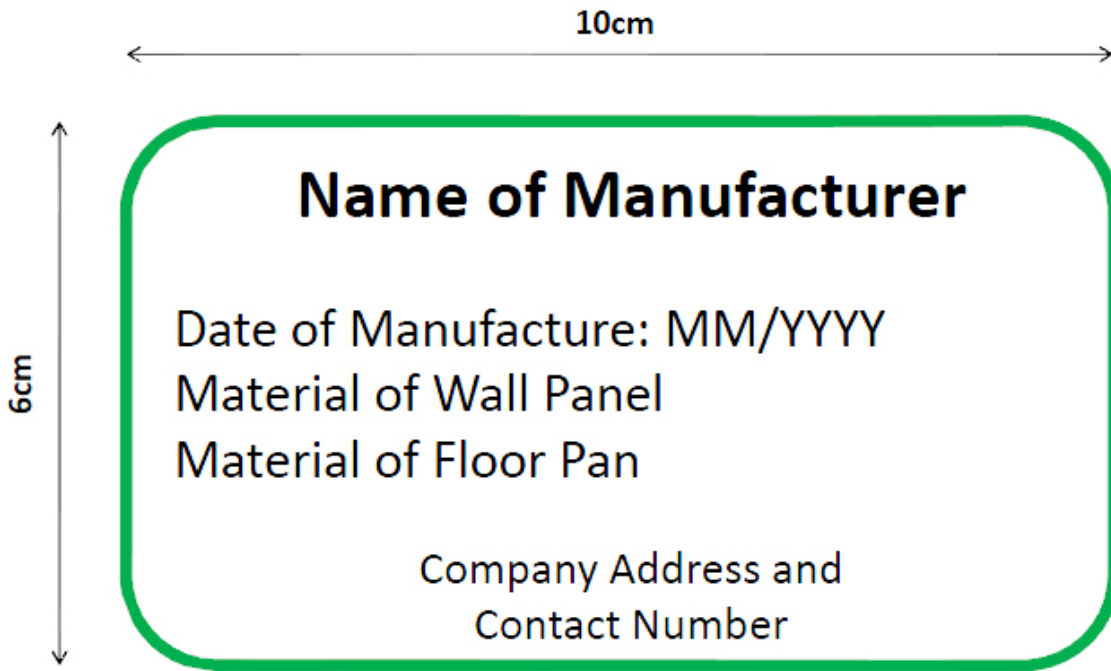 10cm
6cm
Name of Manufacturer
Date of Manufacture: MM/YYYY
Material of Wall Panel
Material of Floor Pan
Company Address and
Contact Number